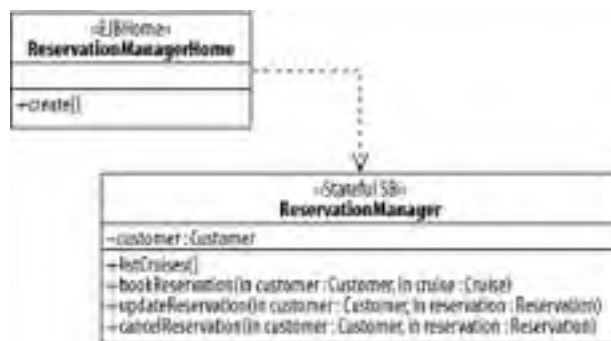 «EJBHome»
ReservationManagerHome
+create()
«Stateful SB»
ReservationManager
-customer : Customer
+listCruises()
+bookReservation(in customer : Customer, in cruise : Cruise)
+updateReservation(in customer : Customer, in reservation : Reservation)
+cancelReservation(in customer : Customer, in reservation : Reservation)